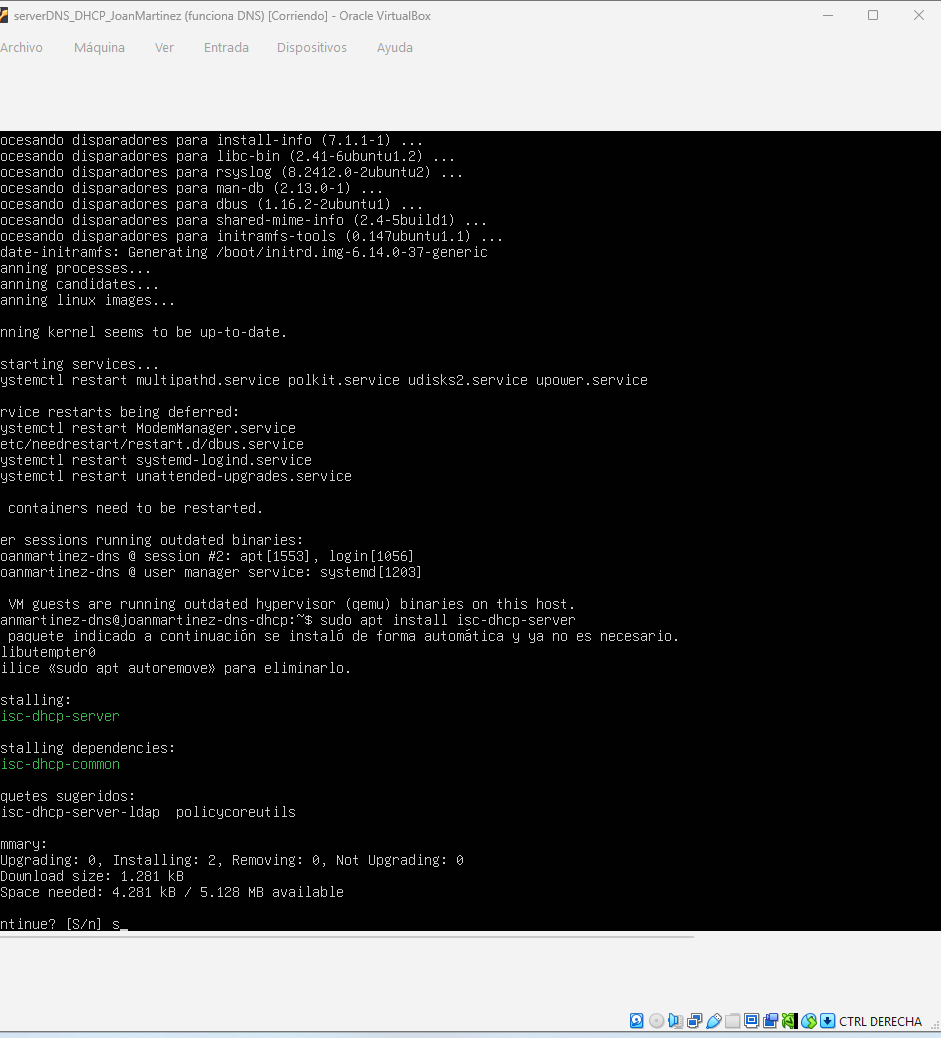 serverDNS_DHCP_JoanMartinez (funciona DNS) [Corriendo] - Oracle VirtualBox
Archivo Máquina Ver Entrada Dispositivos Ayuda
ocesando disparadores para install-info (7.1.1-1) ...
ocesando disparadores para libc-bin (2.41-6ubuntu1.2) ...
ocesando disparadores para rsyslog (8.2412.0-2ubuntu2) ...
ocesando disparadores para man-db (2.13.0-1) ...
ocesando disparadores para dbus (1.16.2-2ubuntu1) ...
ocesando disparadores para shared-mime-info (2.4-5build1) ...
ocesando disparadores para initramfs-tools (0.147ubuntu1.1) ...
date-initramfs: Generating /boot/initrd.img-6.14.0-37-generic
anning processes...
anning candidates...
anning linux images...
nning kernel seems to be up-to-date.
starting services...
ystemctl restart multipathd.service polkit.service udisks2.service upower.service
rvice restarts being deferred:
ystemctl restart ModemManager.service
etc/needrestart/restart.d/dbus.service
ystemctl restart systemd-logind.service
ystemctl restart unattended-upgrades.service
containers need to be restarted.
er sessions running outdated binaries:
oanmartinez-dns @ session #2: apt[1553], login[1056]
oanmartinez-dns @ user manager service: systemd[1203]
VM guests are running outdated hypervisor (qemu) binaries on this host.
anmartinez-dns@joanmartinez-dns-dhcp:~$ sudo apt install isc-dhcp-server
paquete indicado a continuación se instaló de forma automática y ya no es necesario.
libutempter0
ilice «sudo apt autoremove» para eliminarlo.
stalling:
isc-dhcp-server
stalling dependencies:
isc-dhcp-common
quetes sugeridos:
isc-dhcp-server-ldap policycoreutils
mmary:
Upgrading: 0, Installing: 2, Removing: 0, Not Upgrading: 0
Download size: 1.281 kB
Space needed: 4.281 kB / 5.128 MB available
ntinue? [S/n] s_
CTRL DERECHA